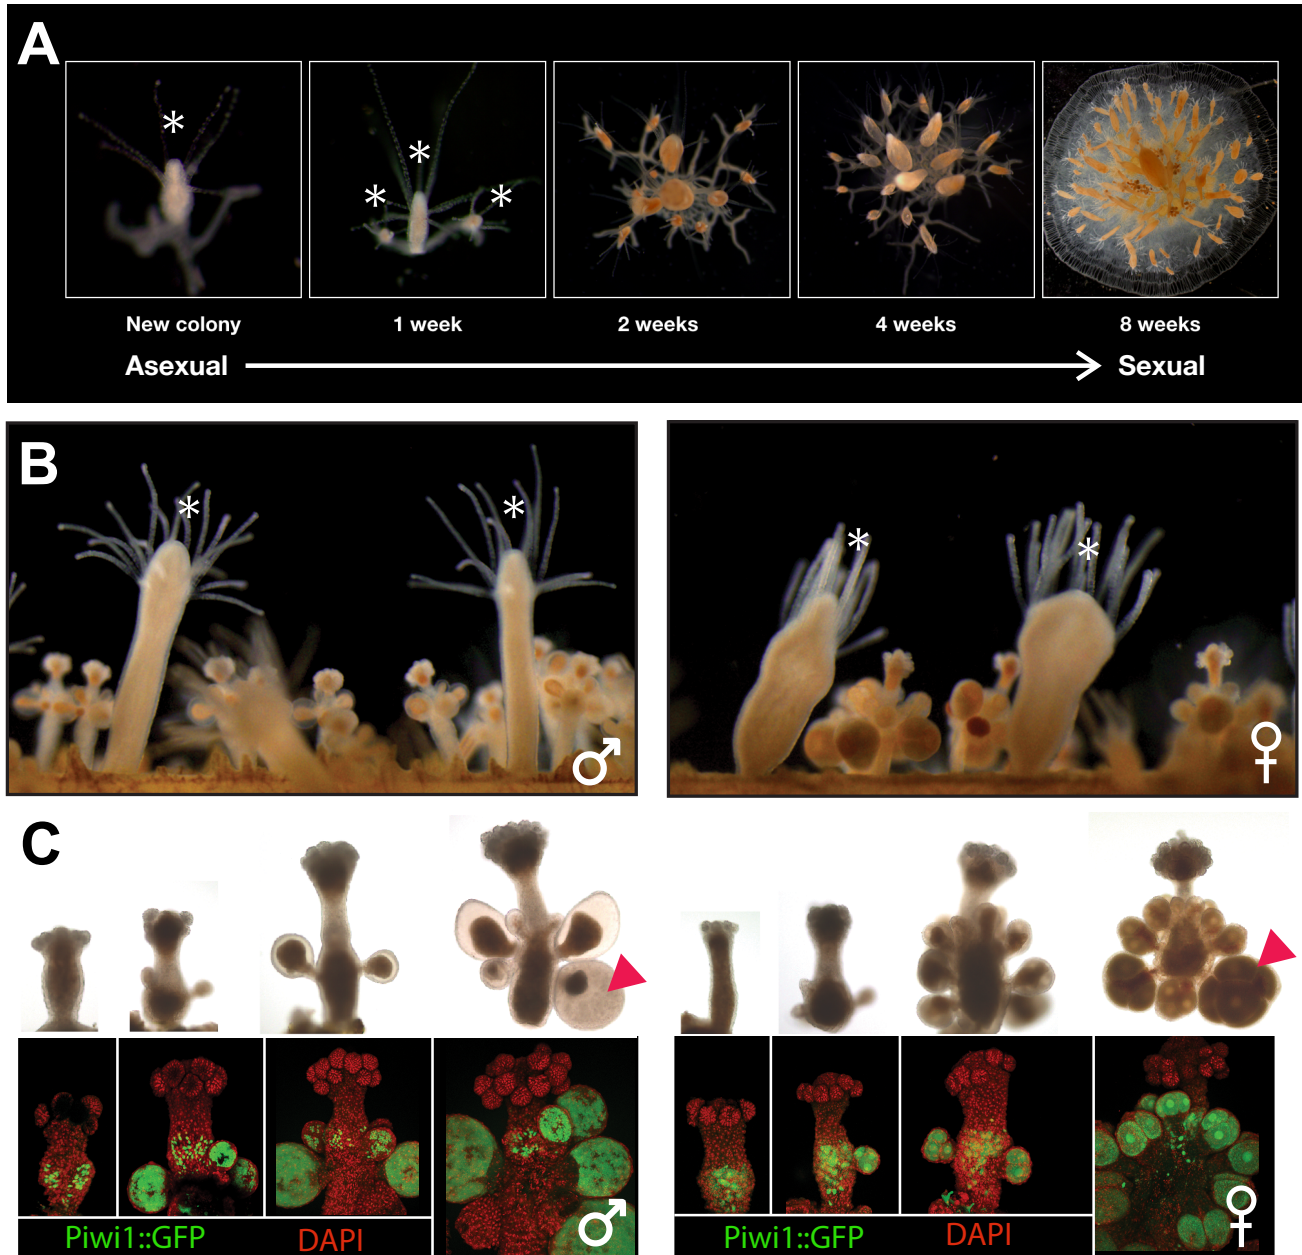 A
*
* * *
New colony 1 week 2 weeks 4 weeks 8 weeks
Asexual Sexual
B
* *
* *
♂
♀
C
Piwi1::GFP DAPI
♂
Piwi1::GFP DAPI
♀